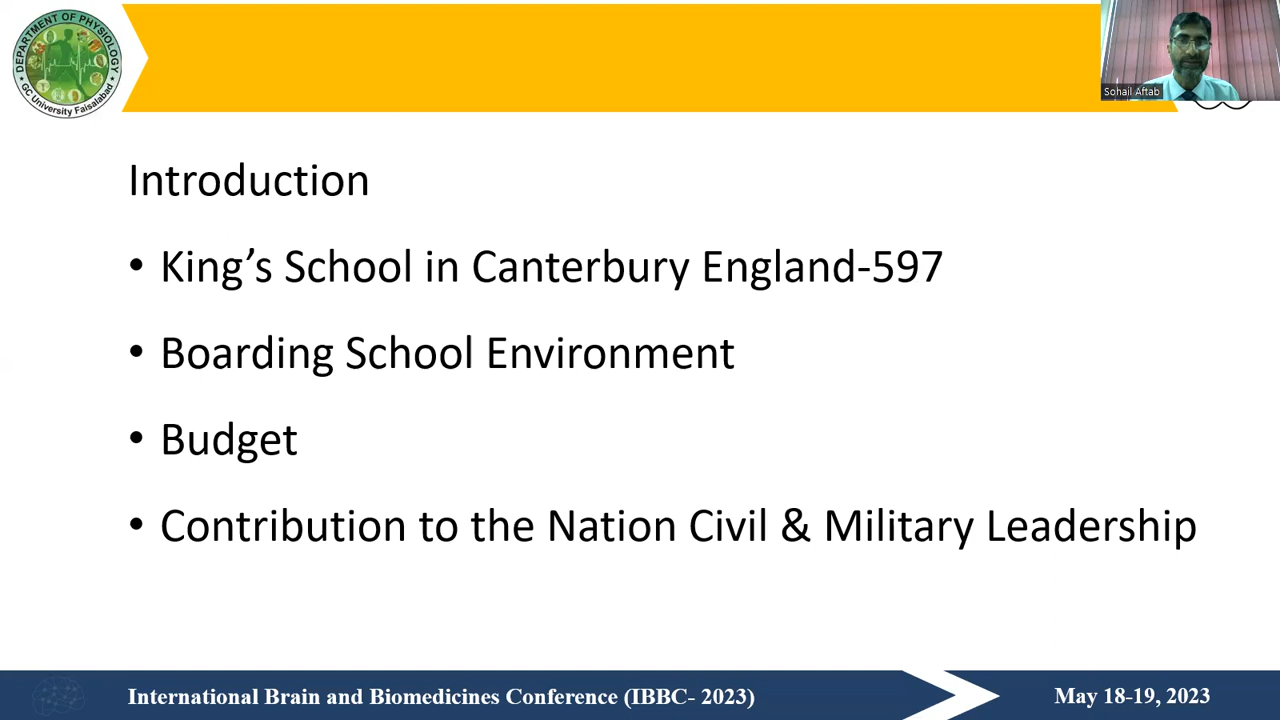 DEPARTMENT OF PHYSIOLOGY
GC University Faisalabad
Sohail Aftab
Introduction
• King’s School in Canterbury England-597
• Boarding School Environment
• Budget
• Contribution to the Nation Civil & Military Leadership
International Brain and Biomedicines Conference (IBBC- 2023)
May 18-19, 2023